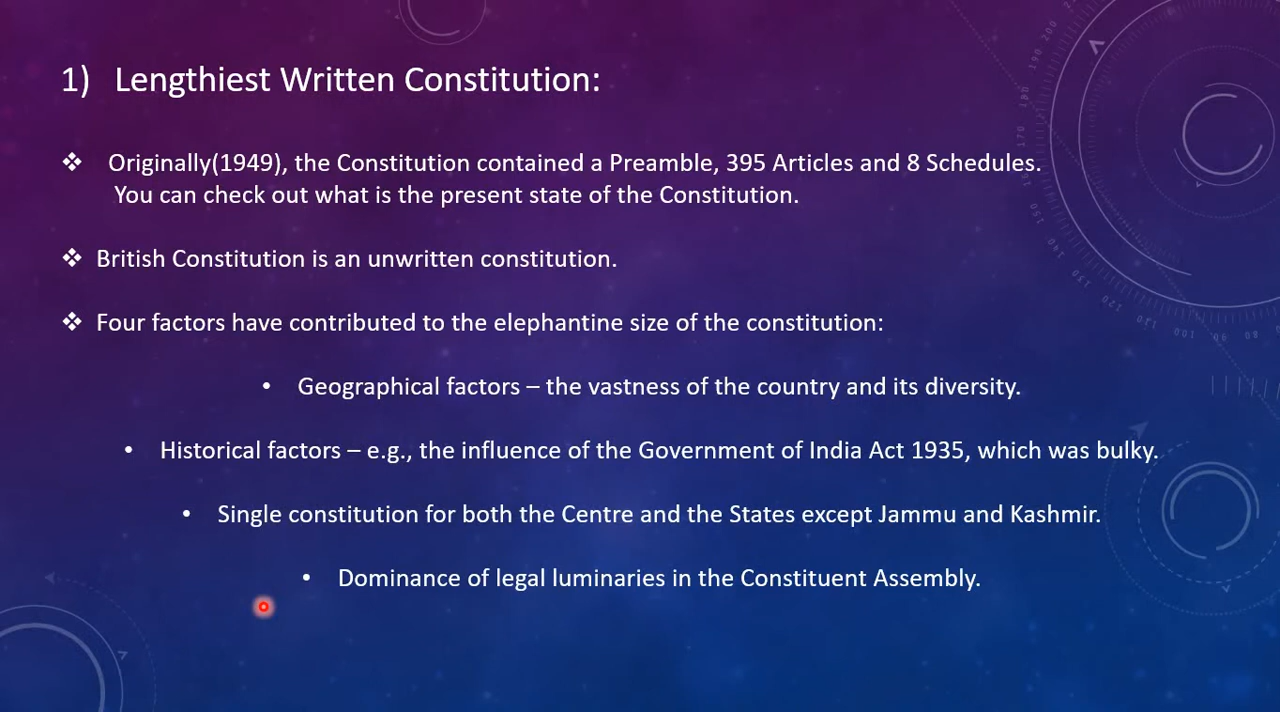 1) Lengthiest Written Constitution:
❖ Originally(1949), the Constitution contained a Preamble, 395 Articles and 8 Schedules.
You can check out what is the present state of the Constitution.
❖ British Constitution is an unwritten constitution.
❖ Four factors have contributed to the elephantine size of the constitution:
• Geographical factors – the vastness of the country and its diversity.
• Historical factors – e.g., the influence of the Government of India Act 1935, which was bulky.
• Single constitution for both the Centre and the States except Jammu and Kashmir.
• Dominance of legal luminaries in the Constituent Assembly.